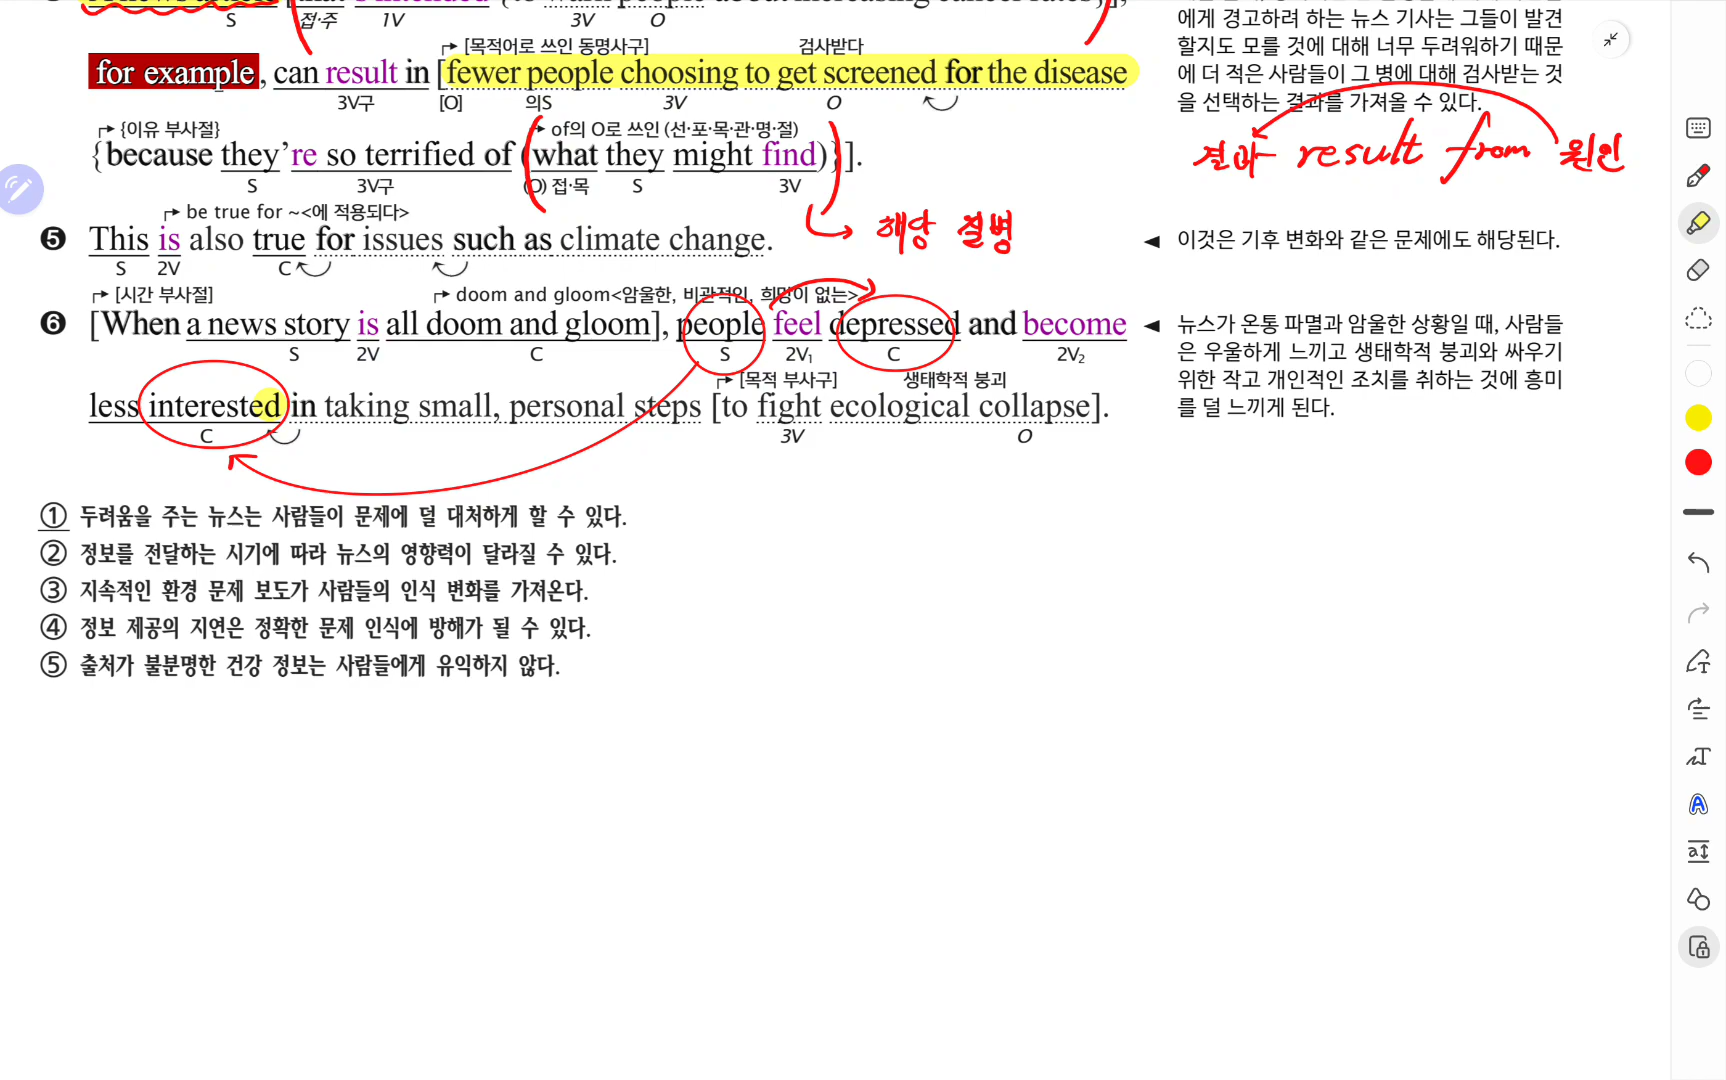 S 접·주 1V 3V O
[목적어로 쓰인 동명사구] 검사받다
for example, can result in [fewer people choosing to get screened for the disease
3V구 [O] 의S 3V O
{이유 부사절} of의 O로 쓰인 (선·포·목·관·명·절)
{because they’re so terrified of (what they might find)}].
S 3V구 (O) 접·목 S 3V
해당 질병
be true for ~<에 적용되다>
❺ This is also true for issues such as climate change.
S 2V C
[시간 부사절] doom and gloom<암울한, 비관적인, 희망이 없는>
❻ [When a news story is all doom and gloom], people feel depressed and become
S 2V C S 2V₁ C 2V₂
[목적 부사구] 생태학적 붕괴
less interested in taking small, personal steps [to fight ecological collapse].
C 3V O
에게 경고하려 하는 뉴스 기사는 그들이 발견
할지도 모를 것에 대해 너무 두려워하기 때문
에 더 적은 사람들이 그 병에 대해 검사받는 것
을 선택하는 결과를 가져올 수 있다.
결과 result from 원인
◄ 이것은 기후 변화와 같은 문제에도 해당된다.
◄ 뉴스가 온통 파멸과 암울한 상황일 때, 사람들
은 우울하게 느끼고 생태학적 붕괴와 싸우기
위한 작고 개인적인 조치를 취하는 것에 흥미
를 덜 느끼게 된다.
① 두려움을 주는 뉴스는 사람들이 문제에 덜 대처하게 할 수 있다.
② 정보를 전달하는 시기에 따라 뉴스의 영향력이 달라질 수 있다.
③ 지속적인 환경 문제 보도가 사람들의 인식 변화를 가져온다.
④ 정보 제공의 지연은 정확한 문제 인식에 방해가 될 수 있다.
⑤ 출처가 불분명한 건강 정보는 사람들에게 유익하지 않다.